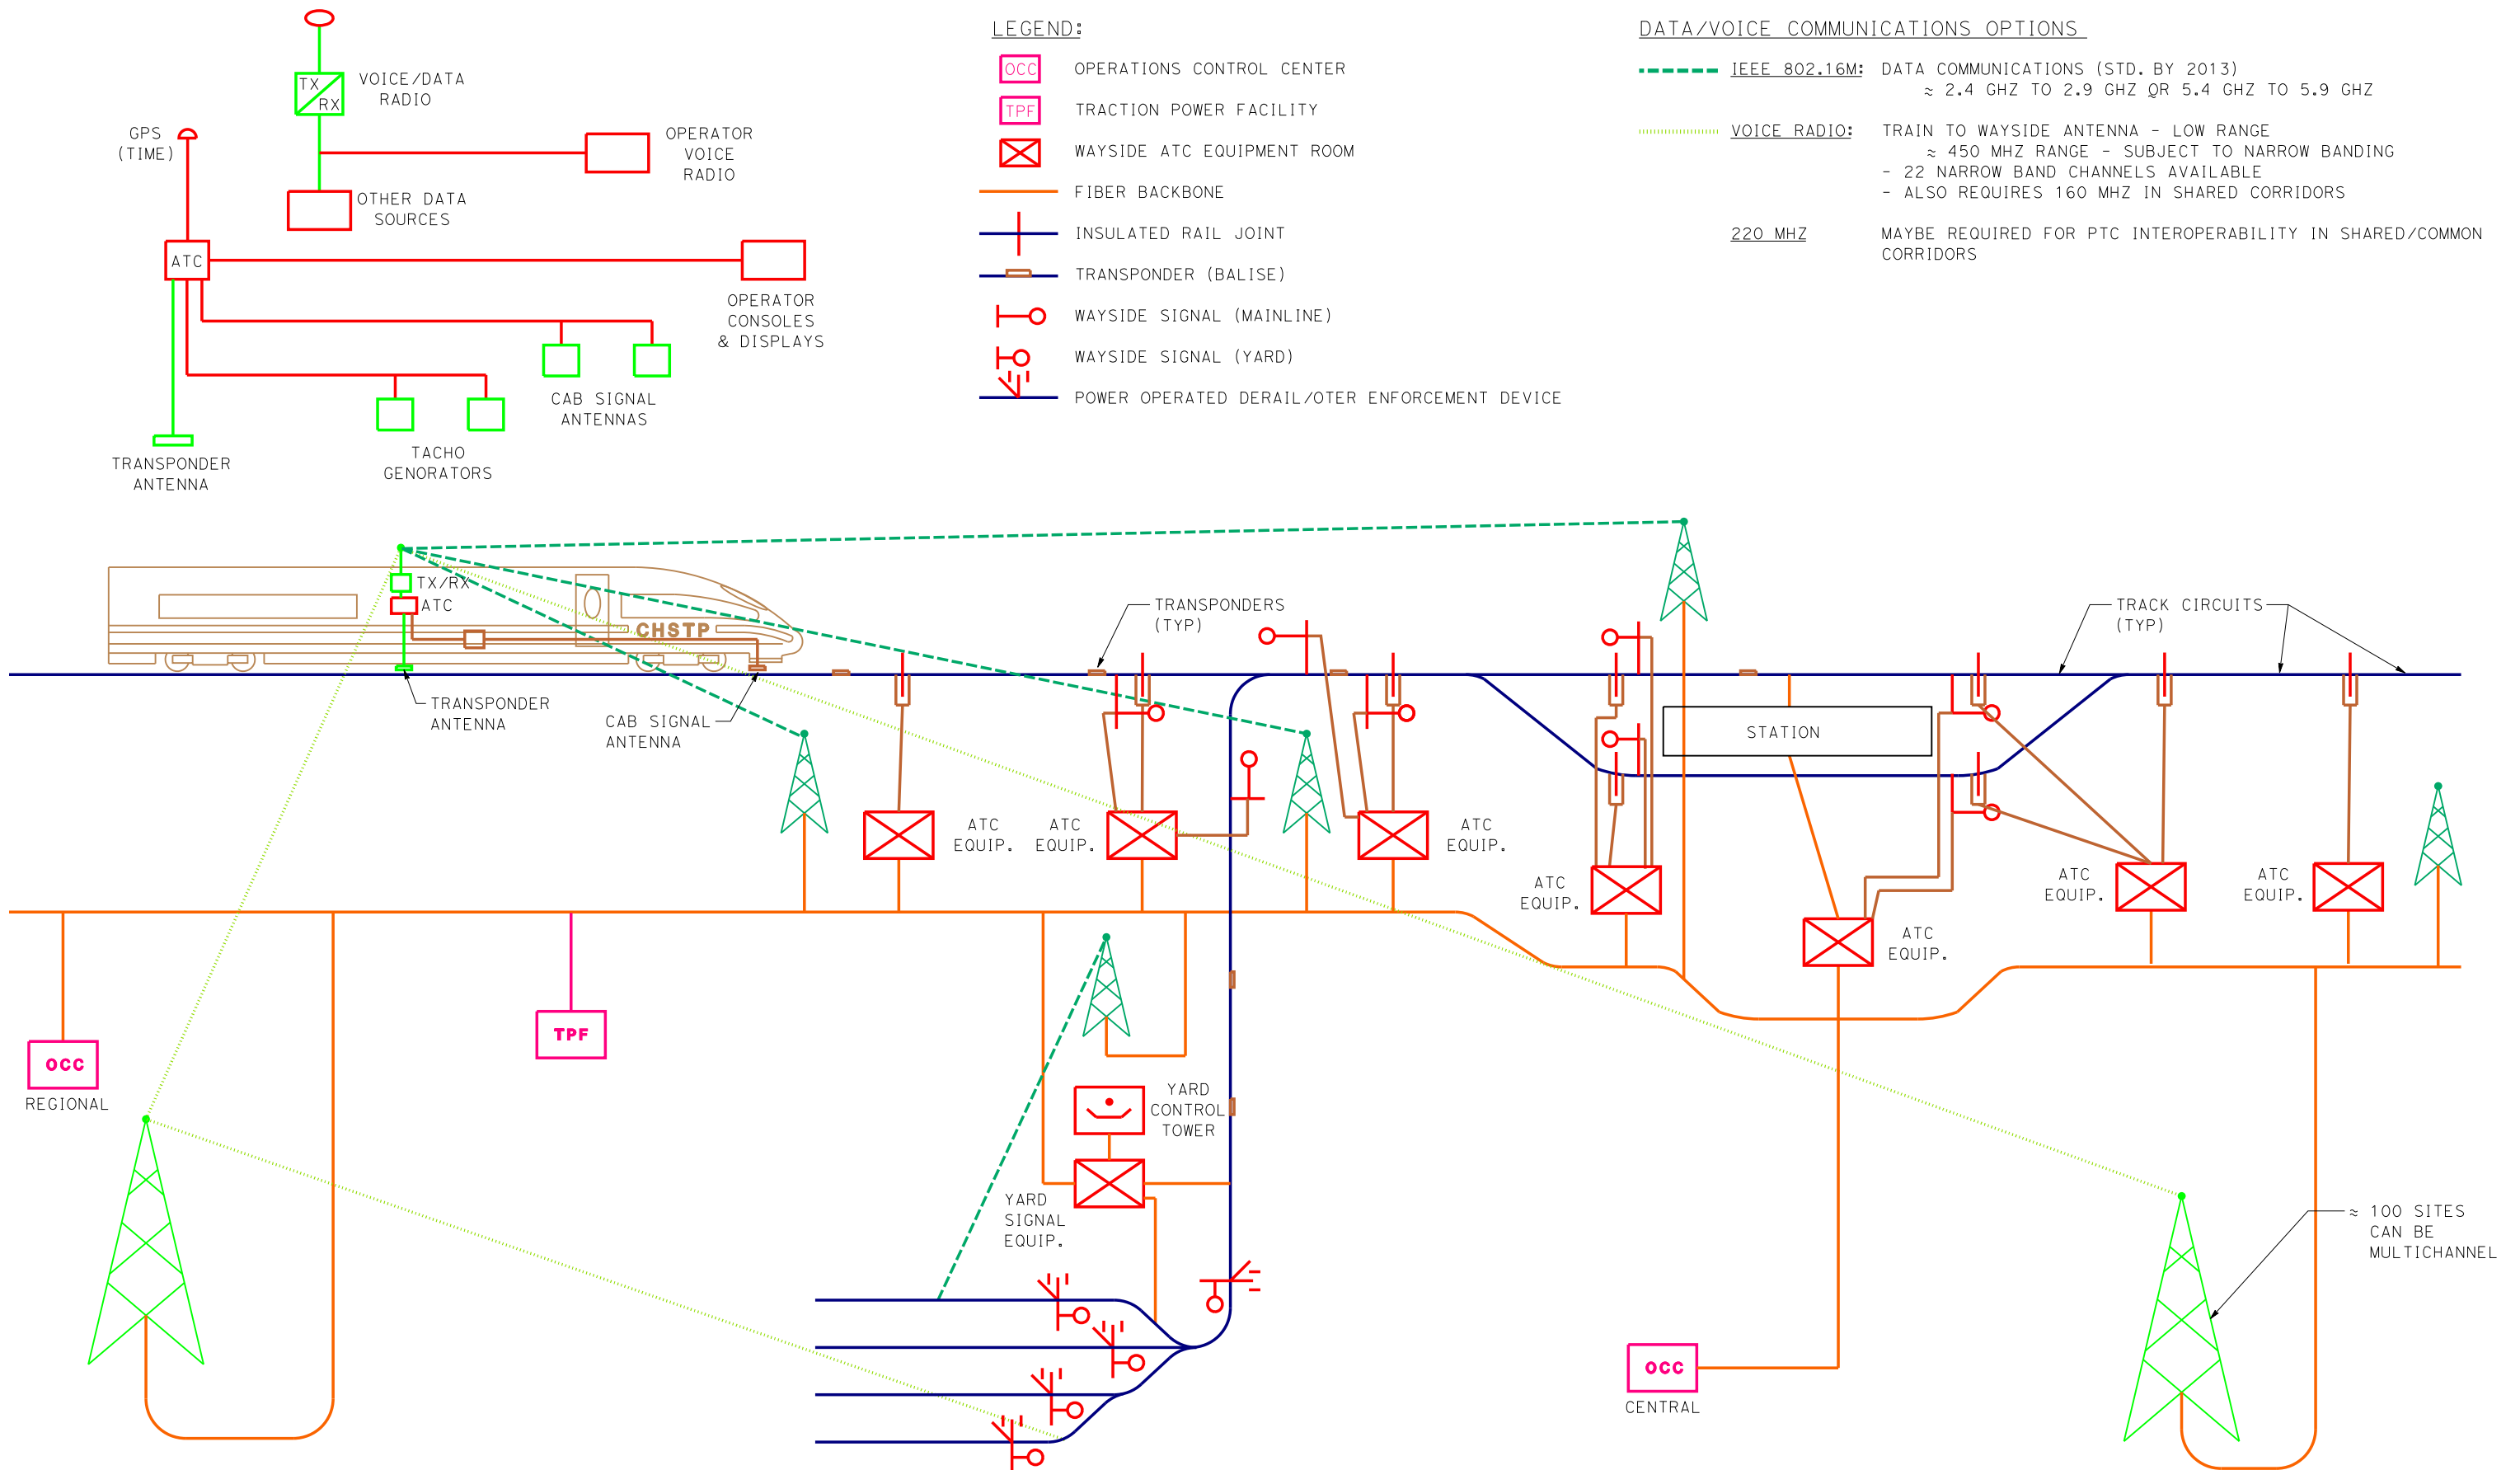 TX
RX
VOICE/DATA
RADIO
GPS
(TIME)
OPERATOR
VOICE
RADIO
OTHER DATA
SOURCES
ATC
OPERATOR
CONSOLES
& DISPLAYS
CAB SIGNAL
ANTENNAS
TACHO
GENORATORS
TRANSPONDER
ANTENNA
LEGEND:
OCC OPERATIONS CONTROL CENTER
TPF TRACTION POWER FACILITY
WAYSIDE ATC EQUIPMENT ROOM
FIBER BACKBONE
INSULATED RAIL JOINT
TRANSPONDER (BALISE)
WAYSIDE SIGNAL (MAINLINE)
WAYSIDE SIGNAL (YARD)
POWER OPERATED DERAIL/OTER ENFORCEMENT DEVICE
DATA/VOICE COMMUNICATIONS OPTIONS
IEEE 802.16M: DATA COMMUNICATIONS (STD. BY 2013)
≈ 2.4 GHZ TO 2.9 GHZ OR 5.4 GHZ TO 5.9 GHZ
VOICE RADIO: TRAIN TO WAYSIDE ANTENNA - LOW RANGE
≈ 450 MHZ RANGE - SUBJECT TO NARROW BANDING
- 22 NARROW BAND CHANNELS AVAILABLE
- ALSO REQUIRES 160 MHZ IN SHARED CORRIDORS
220 MHZ MAYBE REQUIRED FOR PTC INTEROPERABILITY IN SHARED/COMMON
CORRIDORS
TX/RX
ATC
CHSTP
TRANSPONDER
ANTENNA
CAB SIGNAL
ANTENNA
TRANSPONDERS
(TYP)
TRACK CIRCUITS
(TYP)
STATION
ATC
EQUIP.
ATC
EQUIP.
ATC
EQUIP.
ATC
EQUIP.
ATC
EQUIP.
ATC
EQUIP.
ATC
EQUIP.
OCC
REGIONAL
TPF
YARD
CONTROL
TOWER
YARD
SIGNAL
EQUIP.
OCC
CENTRAL
≈ 100 SITES
CAN BE
MULTICHANNEL